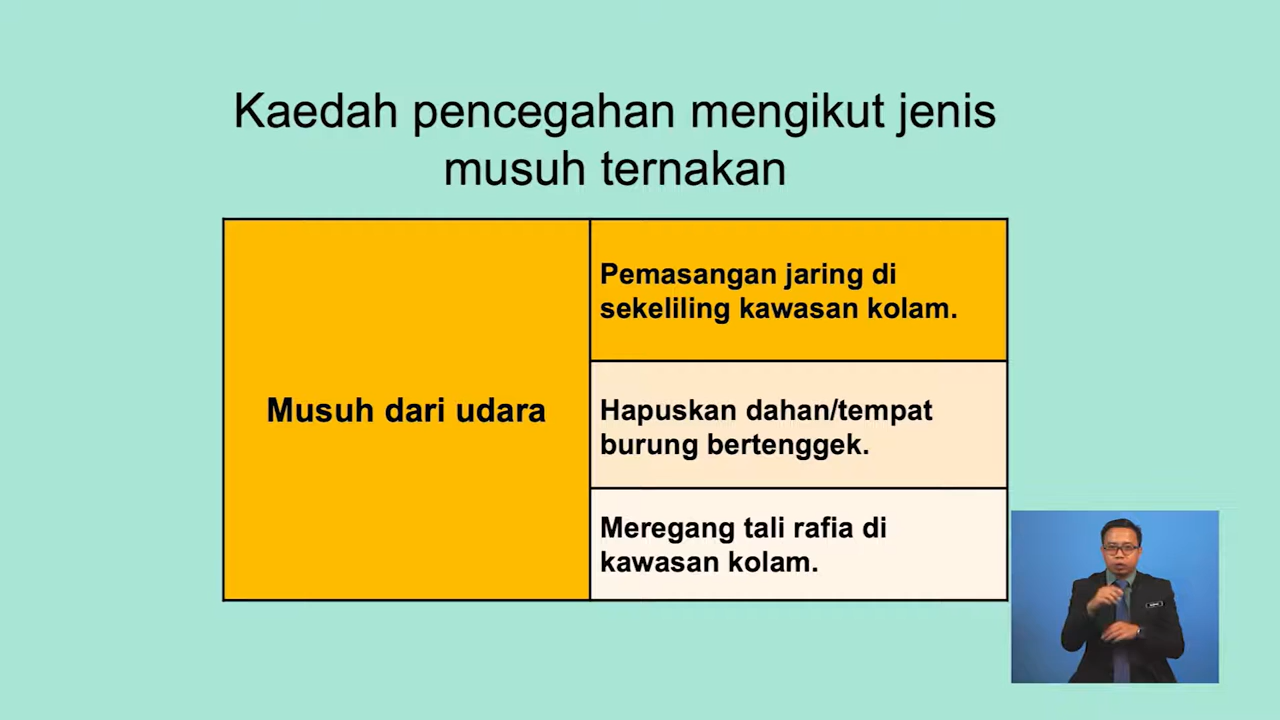 Kaedah pencegahan mengikut jenis
musuh ternakan
Musuh dari udara
Pemasangan jaring di
sekeliling kawasan kolam.
Hapuskan dahan/tempat
burung bertenggek.
Meregang tali rafia di
kawasan kolam.